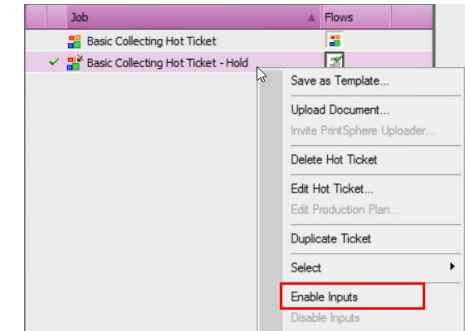 Job Flows
Basic Collecting Hot Ticket
Basic Collecting Hot Ticket - Hold
Save as Template...
Upload Document...
Invite PrintSphere Uploader...
Delete Hot Ticket
Edit Hot Ticket...
Edit Production Plan...
Duplicate Ticket
Select
Enable Inputs
Disable Inputs